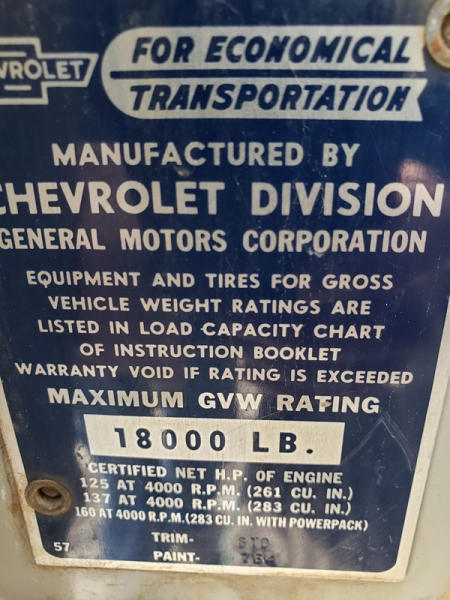 VROLET
FOR ECONOMICAL
TRANSPORTATION
MANUFACTURED BY
CHEVROLET DIVISION
GENERAL MOTORS CORPORATION
EQUIPMENT AND TIRES FOR GROSS
VEHICLE WEIGHT RATINGS ARE
LISTED IN LOAD CAPACITY CHART
OF INSTRUCTION BOOKLET
WARRANTY VOID IF RATING IS EXCEEDED
MAXIMUM GVW RATING
18000 LB.
CERTIFIED NET H.P. OF ENGINE
125 AT 4000 R.P.M. (261 CU. IN.)
137 AT 4000 R.P.M. (283 CU. IN.)
160 AT 4000 R.P.M.(283 CU. IN. WITH POWERPACK)
TRIM-
57 PAINT-